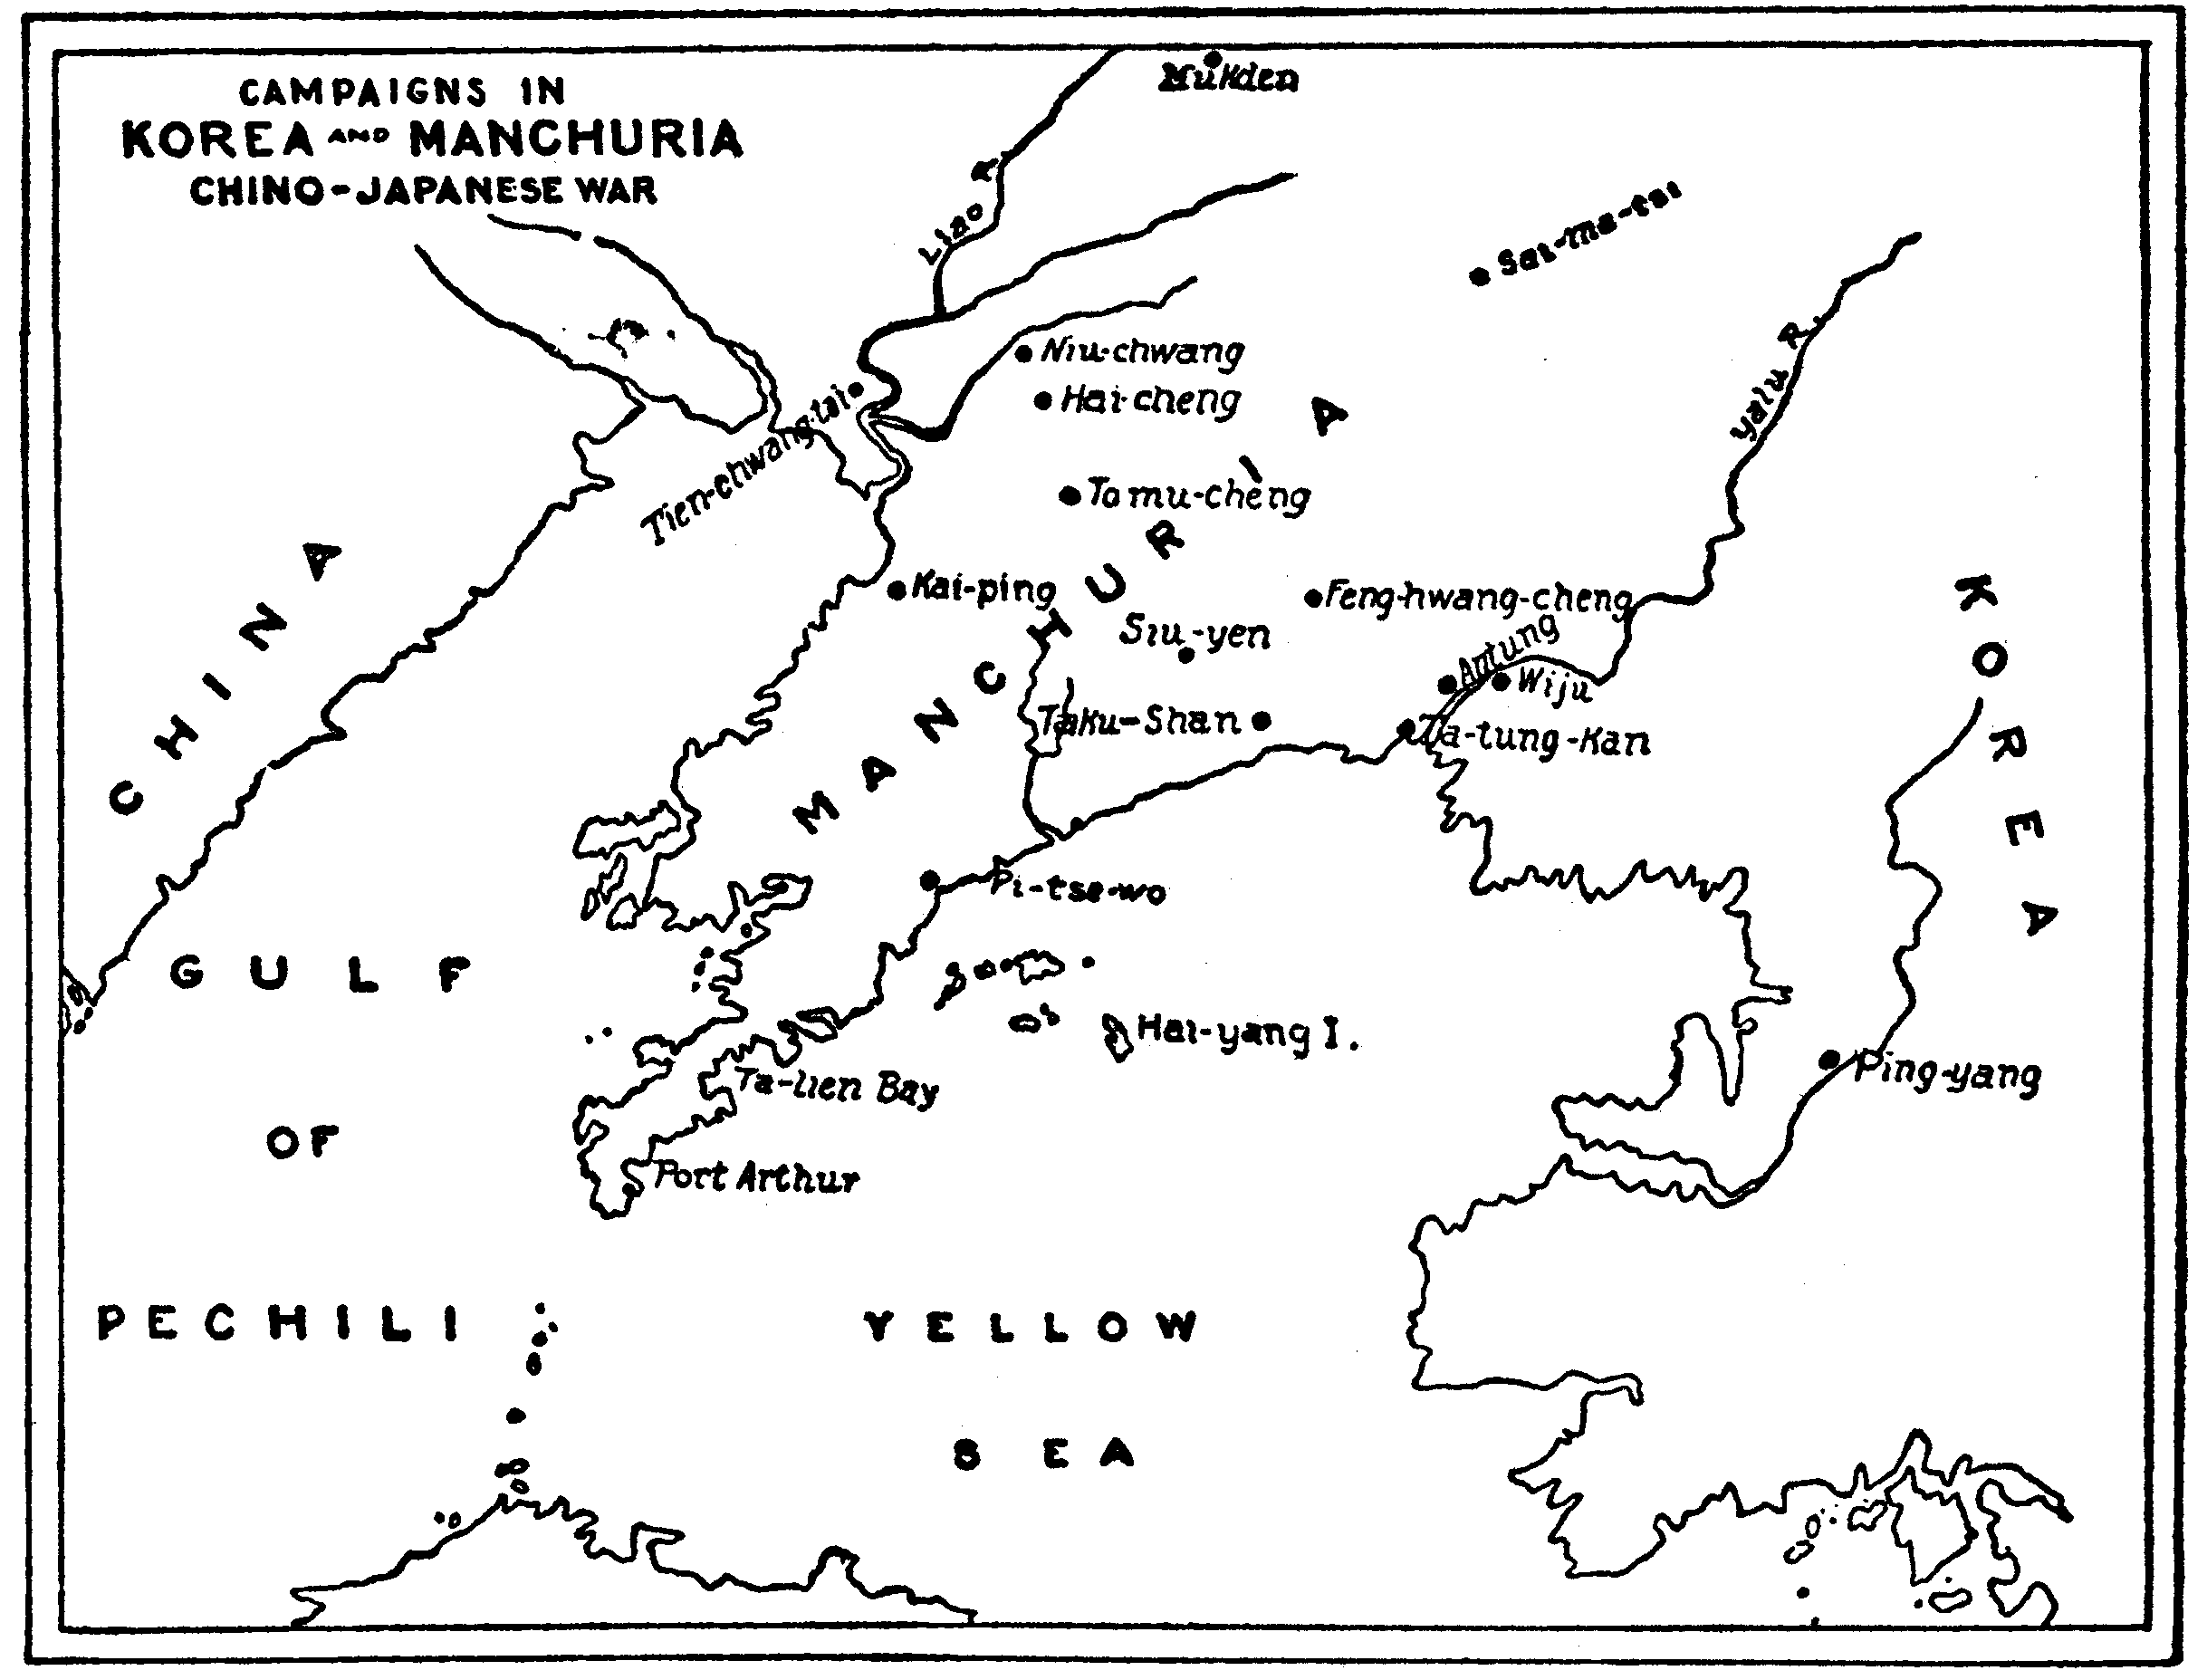 CAMPAIGNS IN
KOREA AND MANCHURIA
CHINO-JAPANESE WAR
Mukden
Liao R.
Sai-ma-tsi
Yalu R.
Niu-chwang
Hai-cheng
Tien-chwang-tai
Tomu-cheng
MANCHURIA
CHINA
KOREA
Kai-ping
Siu-yen
Feng-hwang-cheng
Antung
Wiju
Taku-Shan
Ta-tung-Kan
Pi-tse-wo
Hai-yang I.
Ta-lien Bay
Port Arthur
Ping-yang
GULF
OF
PECHILI
YELLOW
SEA